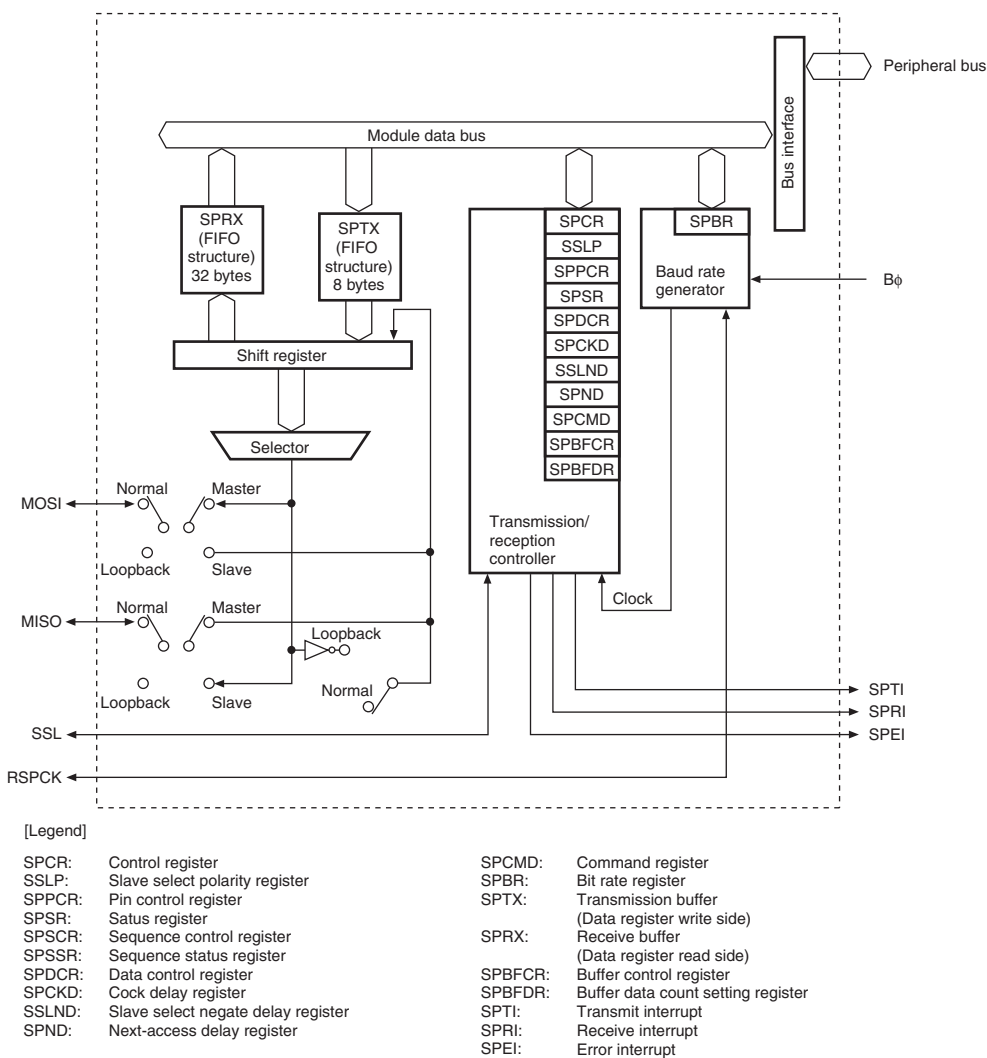 Peripheral bus
Bus interface
Module data bus
SPRX
(FIFO
structure)
32 bytes
SPTX
(FIFO
structure)
8 bytes
SPCR
SSLP
SPPCR
SPSR
SPDCR
SPCKD
SSLND
SPND
SPCMD
SPBFCR
SPBFDR
Transmission/
reception
controller
SPBR
Baud rate
generator
Bφ
Shift register
Selector
Clock
MOSI
Normal
Master
Loopback
Slave
MISO
Normal
Master
Loopback
Loopback
Slave
Normal
SSL
RSPCK
SPTI
SPRI
SPEI
[Legend]
SPCR: Control register
SSLP: Slave select polarity register
SPPCR: Pin control register
SPSR: Satus register
SPSCR: Sequence control register
SPSSR: Sequence status register
SPDCR: Data control register
SPCKD: Cock delay register
SSLND: Slave select negate delay register
SPND: Next-access delay register
SPCMD: Command register
SPBR: Bit rate register
SPTX: Transmission buffer
(Data register write side)
SPRX: Receive buffer
(Data register read side)
SPBFCR: Buffer control register
SPBFDR: Buffer data count setting register
SPTI: Transmit interrupt
SPRI: Receive interrupt
SPEI: Error interrupt